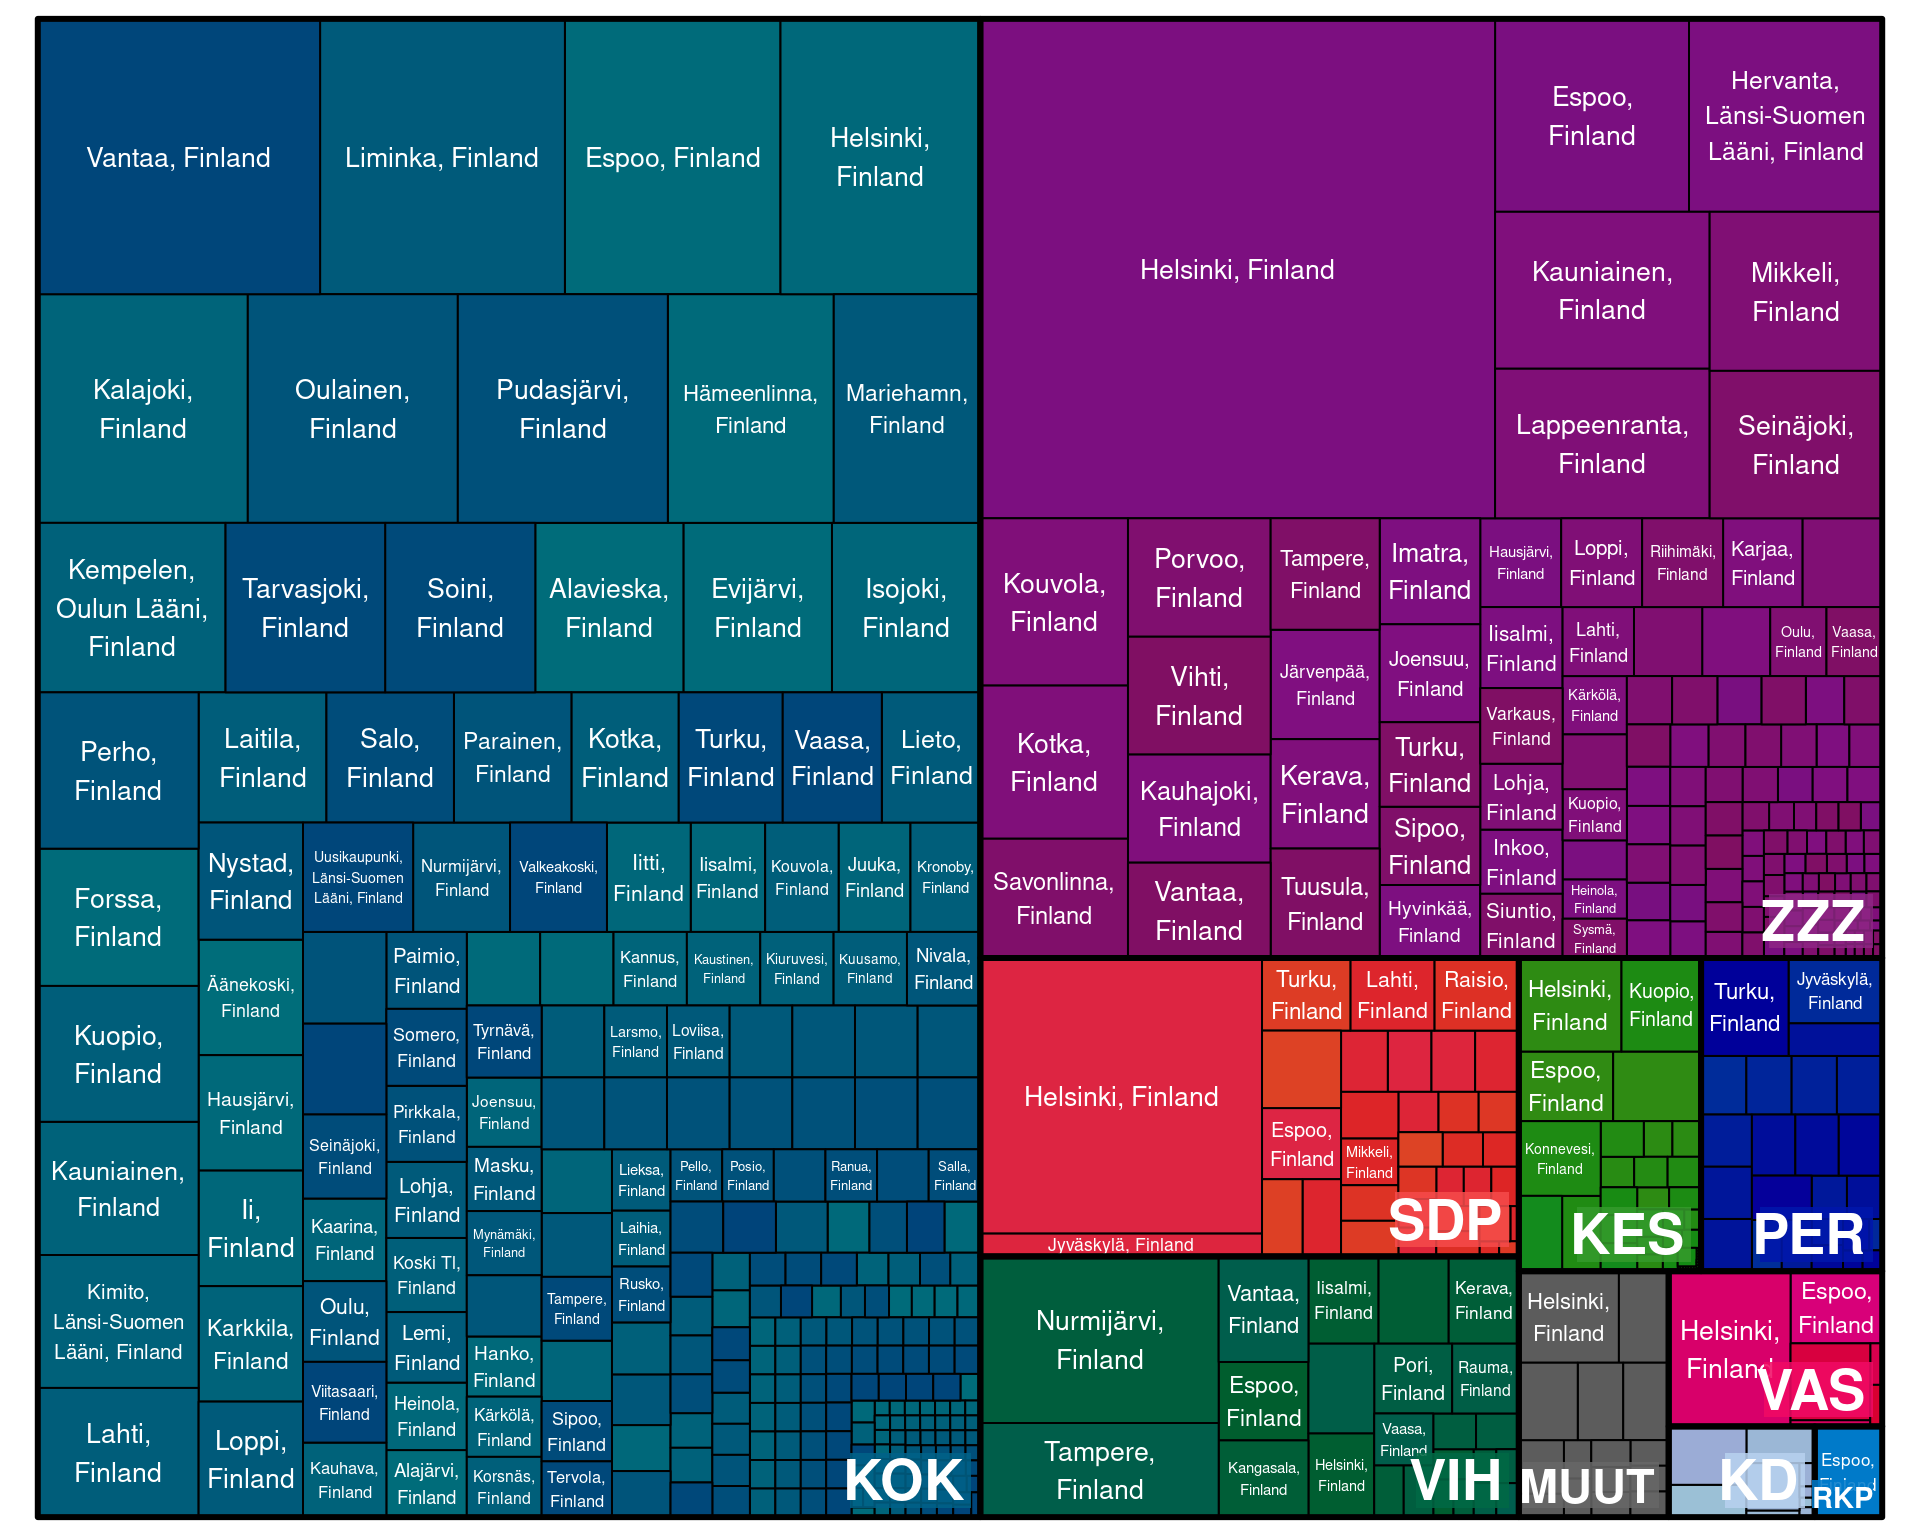 Vantaa, Finland
Liminka, Finland
Espoo, Finland
Helsinki,
Finland
Kalajoki,
Finland
Oulainen,
Finland
Pudasjärvi,
Finland
Hämeenlinna,
Finland
Mariehamn,
Finland
Kempelen,
Oulun Lääni,
Finland
Tarvasjoki,
Finland
Soini,
Finland
Alavieska,
Finland
Evijärvi,
Finland
Isojoki,
Finland
Perho,
Finland
Laitila,
Finland
Salo,
Finland
Parainen,
Finland
Kotka,
Finland
Turku,
Finland
Vaasa,
Finland
Lieto,
Finland
Forssa,
Finland
Kuopio,
Finland
Kauniainen,
Finland
Kimito,
Länsi-Suomen
Lääni, Finland
Lahti,
Finland
Nystad,
Finland
Äänekoski,
Finland
Hausjärvi,
Finland
Ii,
Finland
Karkkila,
Finland
Loppi,
Finland
Uusikaupunki,
Länsi-Suomen
Lääni, Finland
Nurmijärvi,
Finland
Valkeakoski,
Finland
Iitti,
Finland
Iisalmi,
Finland
Kouvola,
Finland
Juuka,
Finland
Kronoby,
Finland
Seinäjoki,
Finland
Kaarina,
Finland
Oulu,
Finland
Viitasaari,
Finland
Kauhava,
Finland
Paimio,
Finland
Somero,
Finland
Pirkkala,
Finland
Lohja,
Finland
Koski Tl,
Finland
Lemi,
Finland
Heinola,
Finland
Alajärvi,
Finland
Kannus,
Finland
Kaustinen,
Finland
Kiuruvesi,
Finland
Kuusamo,
Finland
Nivala,
Finland
Tyrnävä,
Finland
Joensuu,
Finland
Masku,
Finland
Mynämäki,
Finland
Hanko,
Finland
Kärkölä,
Finland
Korsnäs,
Finland
Larsmo,
Finland
Loviisa,
Finland
Tampere,
Finland
Sipoo,
Finland
Tervola,
Finland
Lieksa,
Finland
Laihia,
Finland
Rusko,
Finland
Pello,
Finland
Posio,
Finland
Ranua,
Finland
Salla,
Finland
KOK
Helsinki, Finland
Espoo,
Finland
Hervanta,
Länsi-Suomen
Lääni, Finland
Kauniainen,
Finland
Mikkeli,
Finland
Lappeenranta,
Finland
Seinäjoki,
Finland
Kouvola,
Finland
Kotka,
Finland
Savonlinna,
Finland
Porvoo,
Finland
Vihti,
Finland
Kauhajoki,
Finland
Vantaa,
Finland
Tampere,
Finland
Järvenpää,
Finland
Kerava,
Finland
Tuusula,
Finland
Imatra,
Finland
Joensuu,
Finland
Turku,
Finland
Sipoo,
Finland
Hyvinkää,
Finland
Hausjärvi,
Finland
Loppi,
Finland
Riihimäki,
Finland
Karjaa,
Finland
Iisalmi,
Finland
Varkaus,
Finland
Lohja,
Finland
Inkoo,
Finland
Siuntio,
Finland
Lahti,
Finland
Oulu,
Finland
Vaasa,
Finland
Kärkölä,
Finland
Kuopio,
Finland
Heinola,
Finland
Sysmä,
Finland
ZZZ
Helsinki, Finland
Jyväskylä, Finland
Turku,
Finland
Lahti,
Finland
Raisio,
Finland
Espoo,
Finland
Mikkeli,
Finland
SDP
Helsinki,
Finland
Kuopio,
Finland
Espoo,
Finland
Konnevesi,
Finland
KES
Turku,
Finland
Jyväskylä,
Finland
PER
Nurmijärvi,
Finland
Tampere,
Finland
Vantaa,
Finland
Espoo,
Finland
Kangasala,
Finland
Iisalmi,
Finland
Kerava,
Finland
Pori,
Finland
Rauma,
Finland
Vaasa,
Finland
Helsinki,
Finland
VIH
Helsinki,
Finland
MUUT
Helsinki,
Finland
Espoo,
Finland
VAS
KD
Espoo,
Finland
RKP